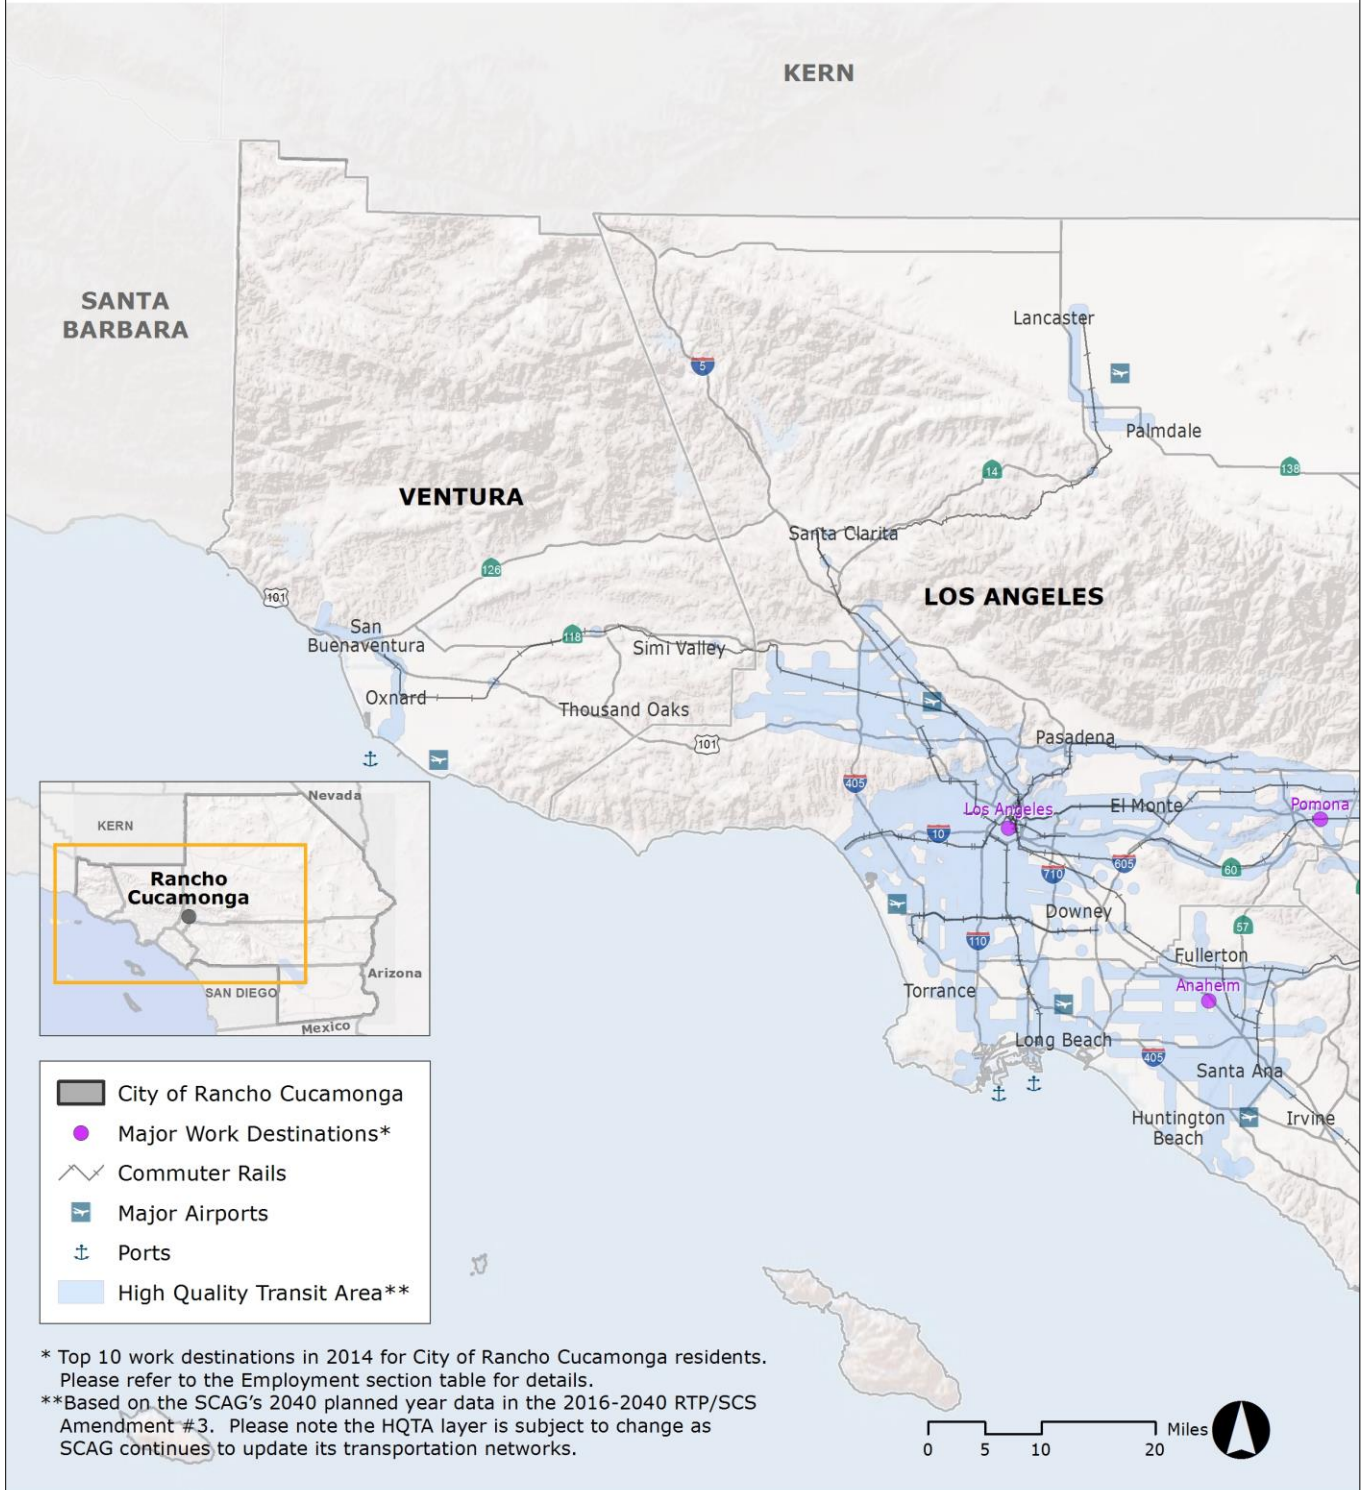 KERN
SANTA
BARBARA
Lancaster
5
Palmdale
14
138
VENTURA
Santa Clarita
126
LOS ANGELES
101
San
Buenaventura
118
Simi Valley
Oxnard
Thousand Oaks
101
Pasadena
405
Los Angeles
El Monte
Pomona
10
605
60
710
Downey
57
110
Fullerton
Anaheim
Torrance
Long Beach
405
Santa Ana
Huntington
Beach
Irvine
Nevada
KERN
Rancho
Cucamonga
Arizona
SAN DIEGO
Mexico
City of Rancho Cucamonga
Major Work Destinations*
Commuter Rails
Major Airports
Ports
High Quality Transit Area**
* Top 10 work destinations in 2014 for City of Rancho Cucamonga residents.
Please refer to the Employment section table for details.
**Based on the SCAG's 2040 planned year data in the 2016-2040 RTP/SCS
Amendment #3. Please note the HQTA layer is subject to change as
SCAG continues to update its transportation networks.
Miles
0 5 10 20